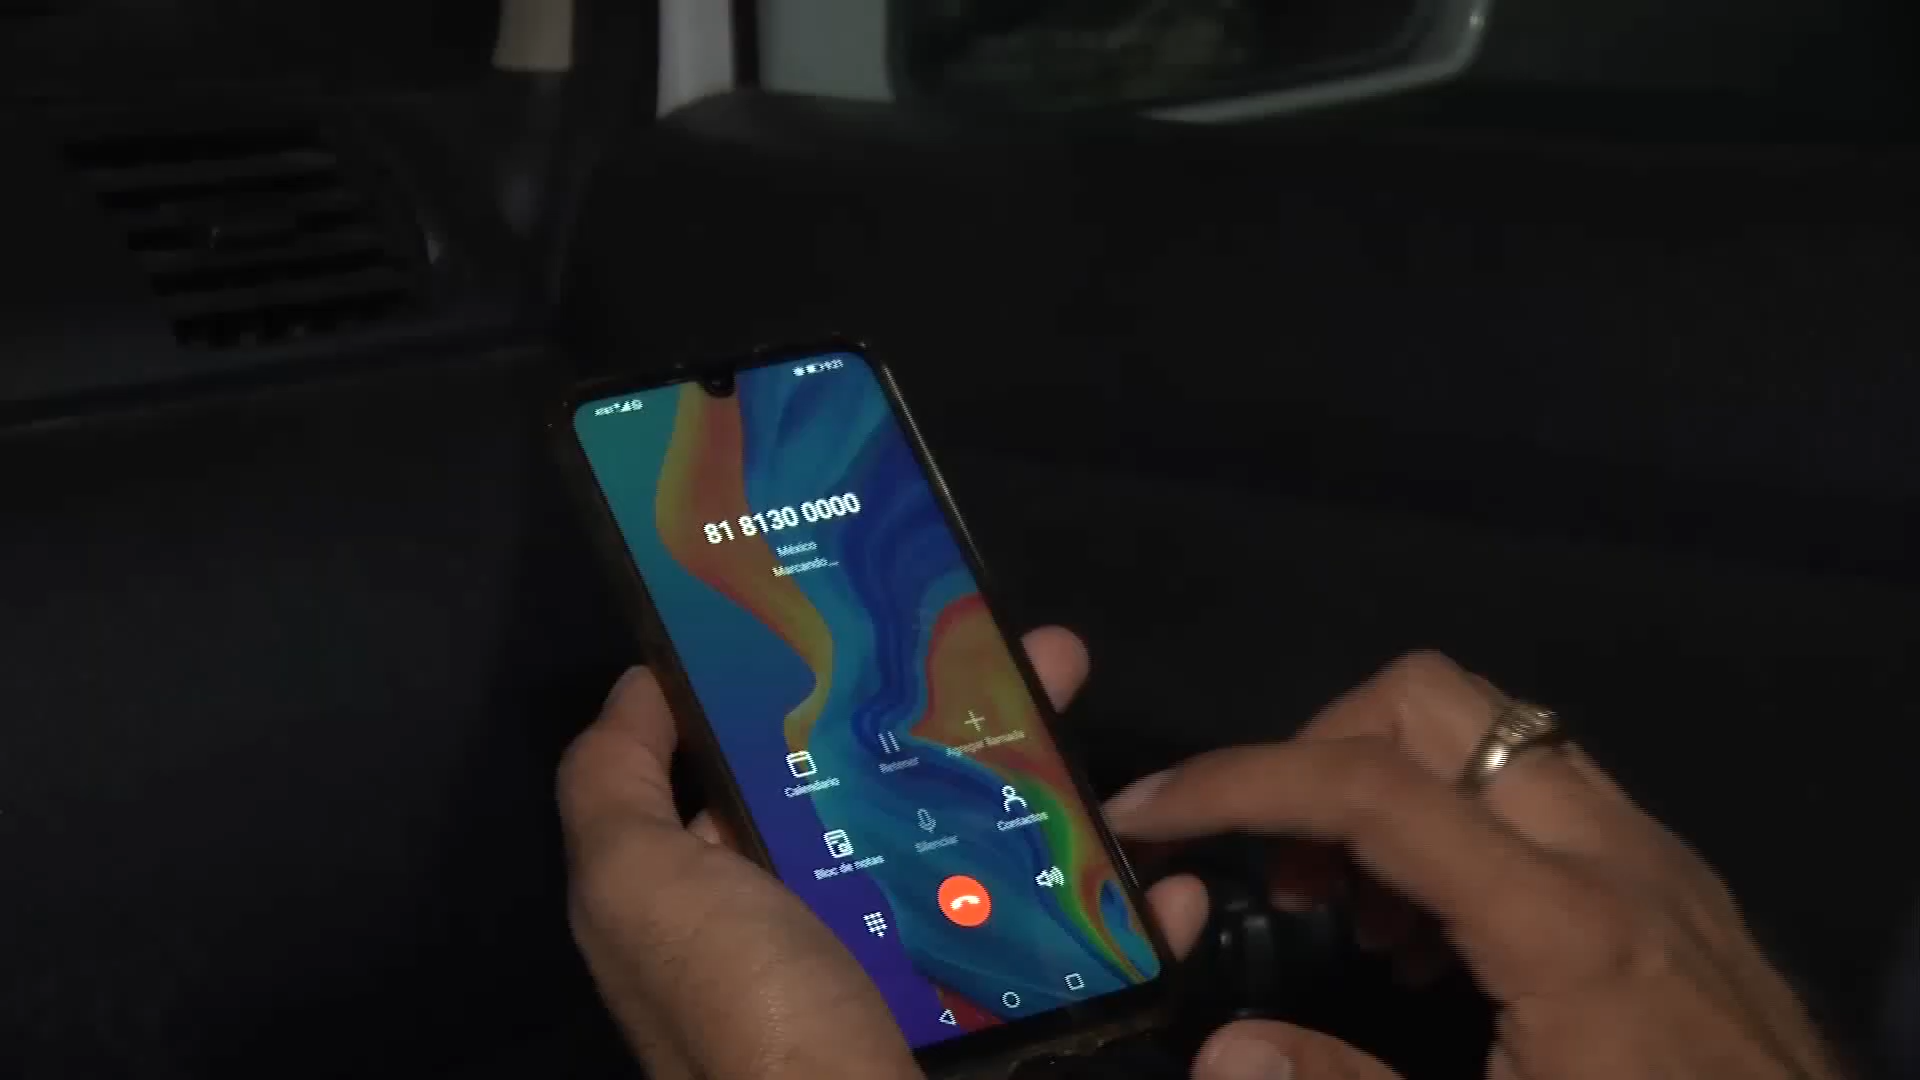 81 8130 0000
México
Marcando...
Calendario
Retener
Agregar llamada
Bloc de notas
Silenciar
Contactos